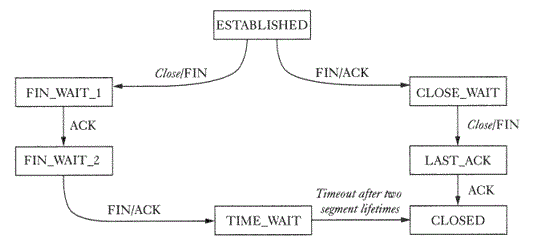 ESTABLISHED
Close/FIN
FIN/ACK
FIN_WAIT_1
CLOSE_WAIT
ACK
Close/FIN
FIN_WAIT_2
LAST_ACK
Timeout after two
segment lifetimes
ACK
FIN/ACK
TIME_WAIT
CLOSED